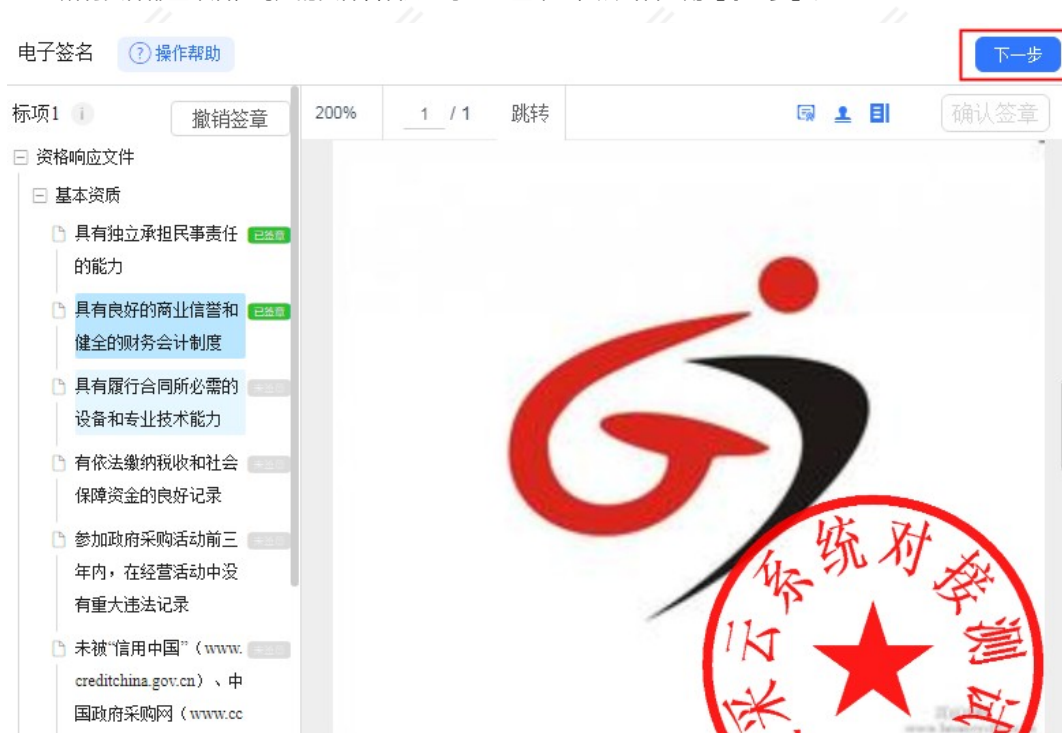 电子签名
操作帮助
下一步
标项1
撤销签章
200%
1 / 1
跳转
确认签章
资格响应文件
基本资质
具有独立承担民事责任
已签章
的能力
具有良好的商业信誉和
已签章
健全的财务会计制度
具有履行合同所必需的
设备和专业技术能力
有依法缴纳税收和社会
保障资金的良好记录
参加政府采购活动前三
年内，在经营活动中没
有重大违法记录
未被“信用中国”（www.
creditchina.gov.cn）、中
国政府采购网（www.cc
采云系统对接测试